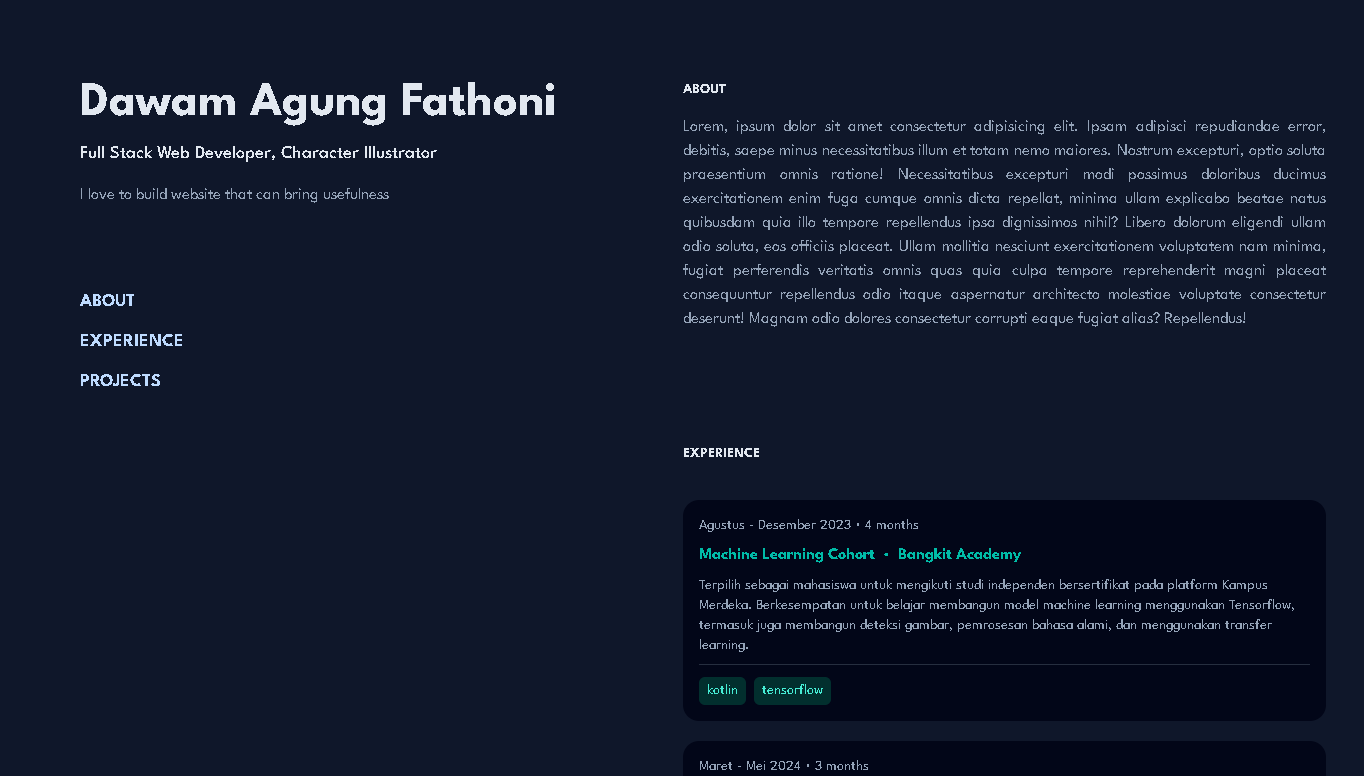 Dawam Agung Fathoni
Full Stack Web Developer, Character Illustrator
I love to build website that can bring usefulness
ABOUT
EXPERIENCE
PROJECTS
ABOUT
Lorem, ipsum dolor sit amet consectetur adipisicing elit. Ipsam adipisci repudiandae error,
debitis, saepe minus necessitatibus illum et totam nemo maiores. Nostrum excepturi, optio soluta
praesentium omnis ratione! Necessitatibus excepturi modi possimus doloribus ducimus
exercitationem enim fuga cumque omnis dicta repellat, minima ullam explicabo beatae natus
quibusdam quia illo tempore repellendus ipsa dignissimos nihil? Libero dolorum eligendi ullam
odio soluta, eos officiis placeat. Ullam mollitia nesciunt exercitationem voluptatem nam minima,
fugiat perferendis veritatis omnis quas quia culpa tempore reprehenderit magni placeat
consequuntur repellendus odio itaque aspernatur architecto molestiae voluptate consectetur
deserunt! Magnam odio dolores consectetur corrupti eaque fugiat alias? Repellendus!
EXPERIENCE
Agustus - Desember 2023 • 4 months
Machine Learning Cohort • Bangkit Academy
Terpilih sebagai mahasiswa untuk mengikuti studi independen bersertifikat pada platform Kampus
Merdeka. Berkesempatan untuk belajar membangun model machine learning menggunakan Tensorflow,
termasuk juga membangun deteksi gambar, pemrosesan bahasa alami, dan menggunakan transfer
learning.
kotlin
tensorflow
Maret - Mei 2024 • 3 months